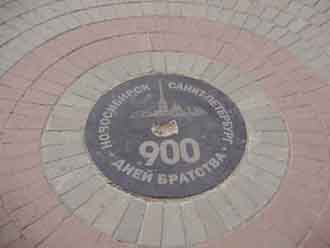 НОВОСИБИРСК САНКТ-ПЕТЕРБУРГ
900
ДНЕЙ БРАТСТВА